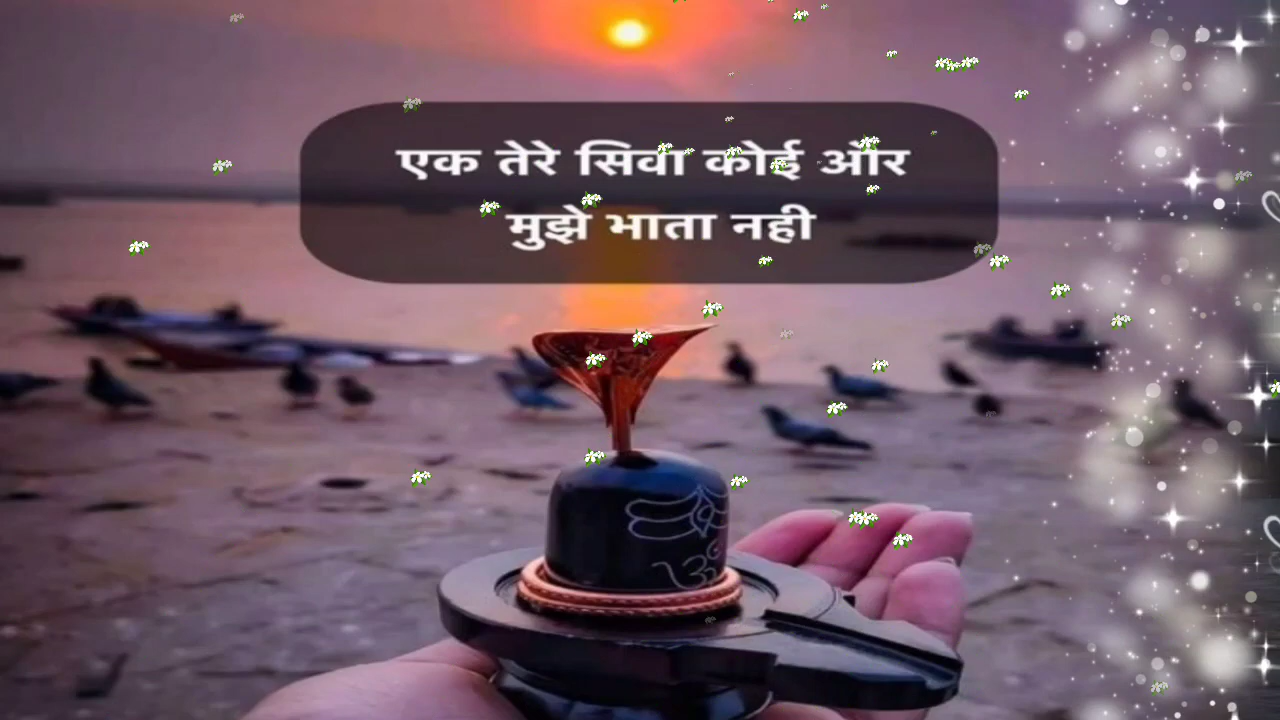 एक तेरे सिवा कोई और
मुझे भाता नही
ॐ